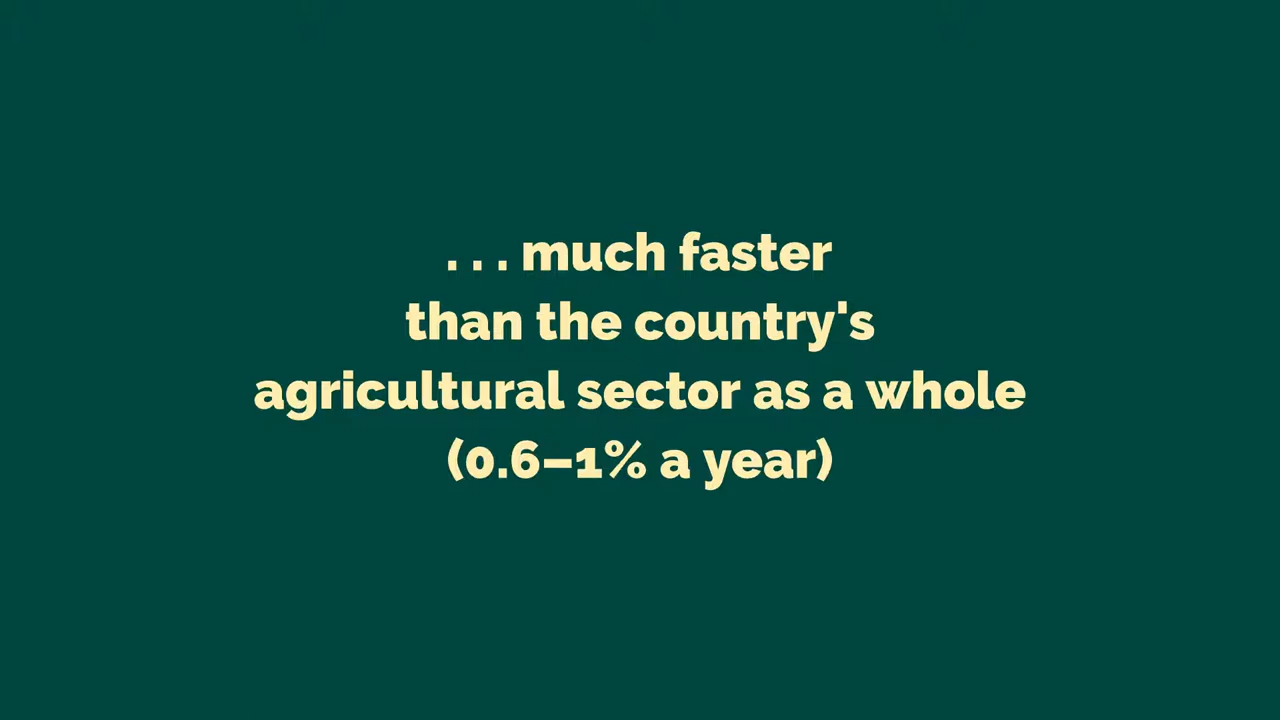 . . . much faster
than the country's
agricultural sector as a whole
(0.6–1% a year)